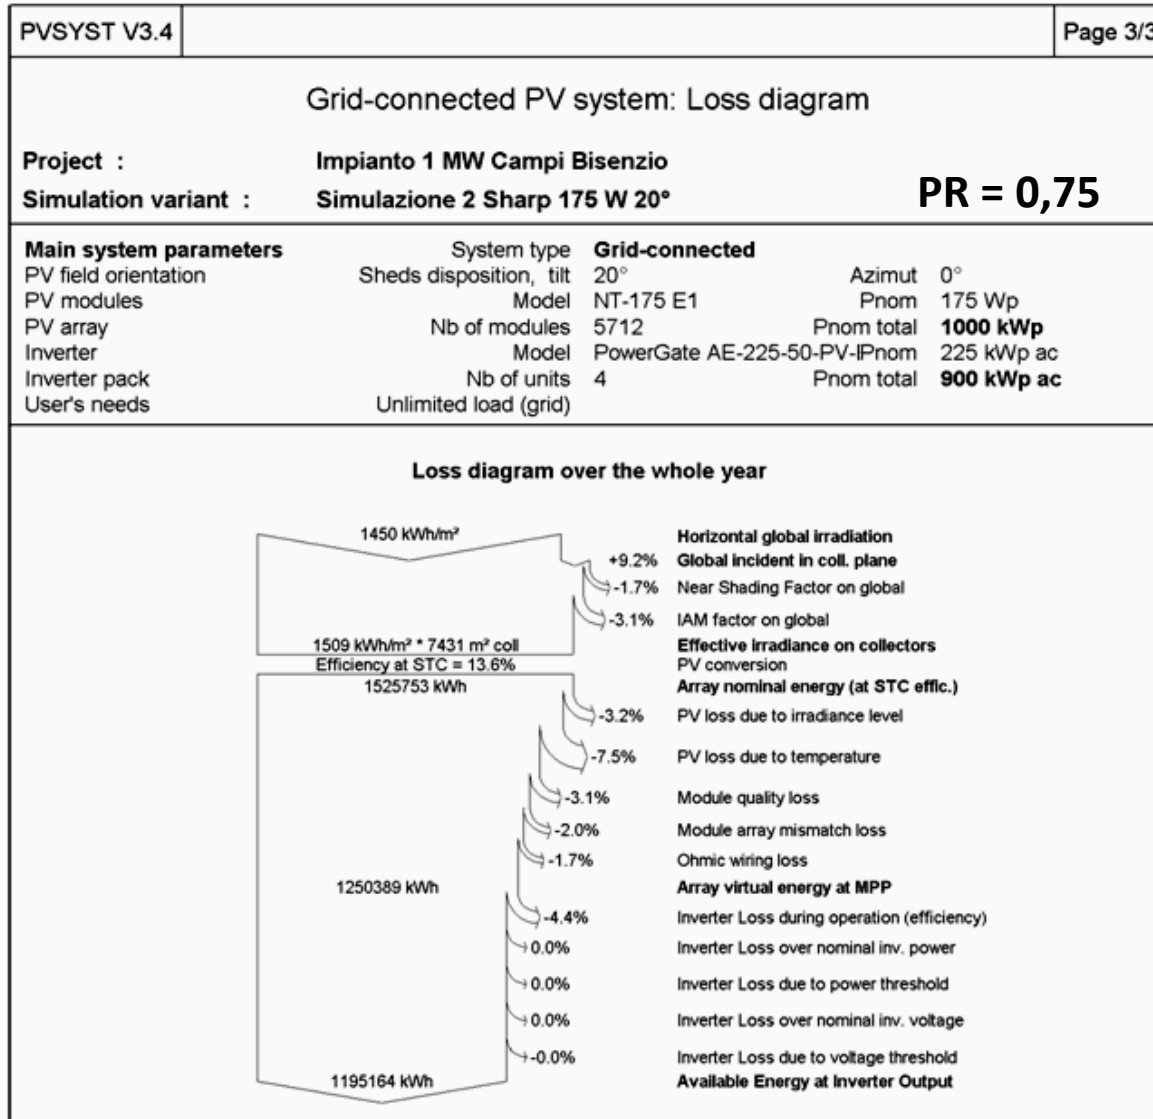 PVSYST V3.4
Page 3/3
Grid-connected PV system: Loss diagram
Project : Impianto 1 MW Campi Bisenzio
Simulation variant : Simulazione 2 Sharp 175 W 20°
PR = 0,75
Main system parameters System type Grid-connected
PV field orientation Sheds disposition, tilt 20° Azimut 0°
PV modules Model NT-175 E1 Pnom 175 Wp
PV array Nb of modules 5712 Pnom total 1000 kWp
Inverter Model PowerGate AE-225-50-PV-IPnom 225 kWp ac
Inverter pack Nb of units 4 Pnom total 900 kWp ac
User's needs Unlimited load (grid)
Loss diagram over the whole year
1450 kWh/m² Horizontal global irradiation
+9.2% Global incident in coll. plane
-1.7% Near Shading Factor on global
-3.1% IAM factor on global
1509 kWh/m² * 7431 m² coll Effective irradiance on collectors
Efficiency at STC = 13.6% PV conversion
1525753 kWh Array nominal energy (at STC effic.)
-3.2% PV loss due to irradiance level
-7.5% PV loss due to temperature
-3.1% Module quality loss
-2.0% Module array mismatch loss
-1.7% Ohmic wiring loss
1250389 kWh Array virtual energy at MPP
-4.4% Inverter Loss during operation (efficiency)
0.0% Inverter Loss over nominal inv. power
0.0% Inverter Loss due to power threshold
0.0% Inverter Loss over nominal inv. voltage
-0.0% Inverter Loss due to voltage threshold
1195164 kWh Available Energy at Inverter Output